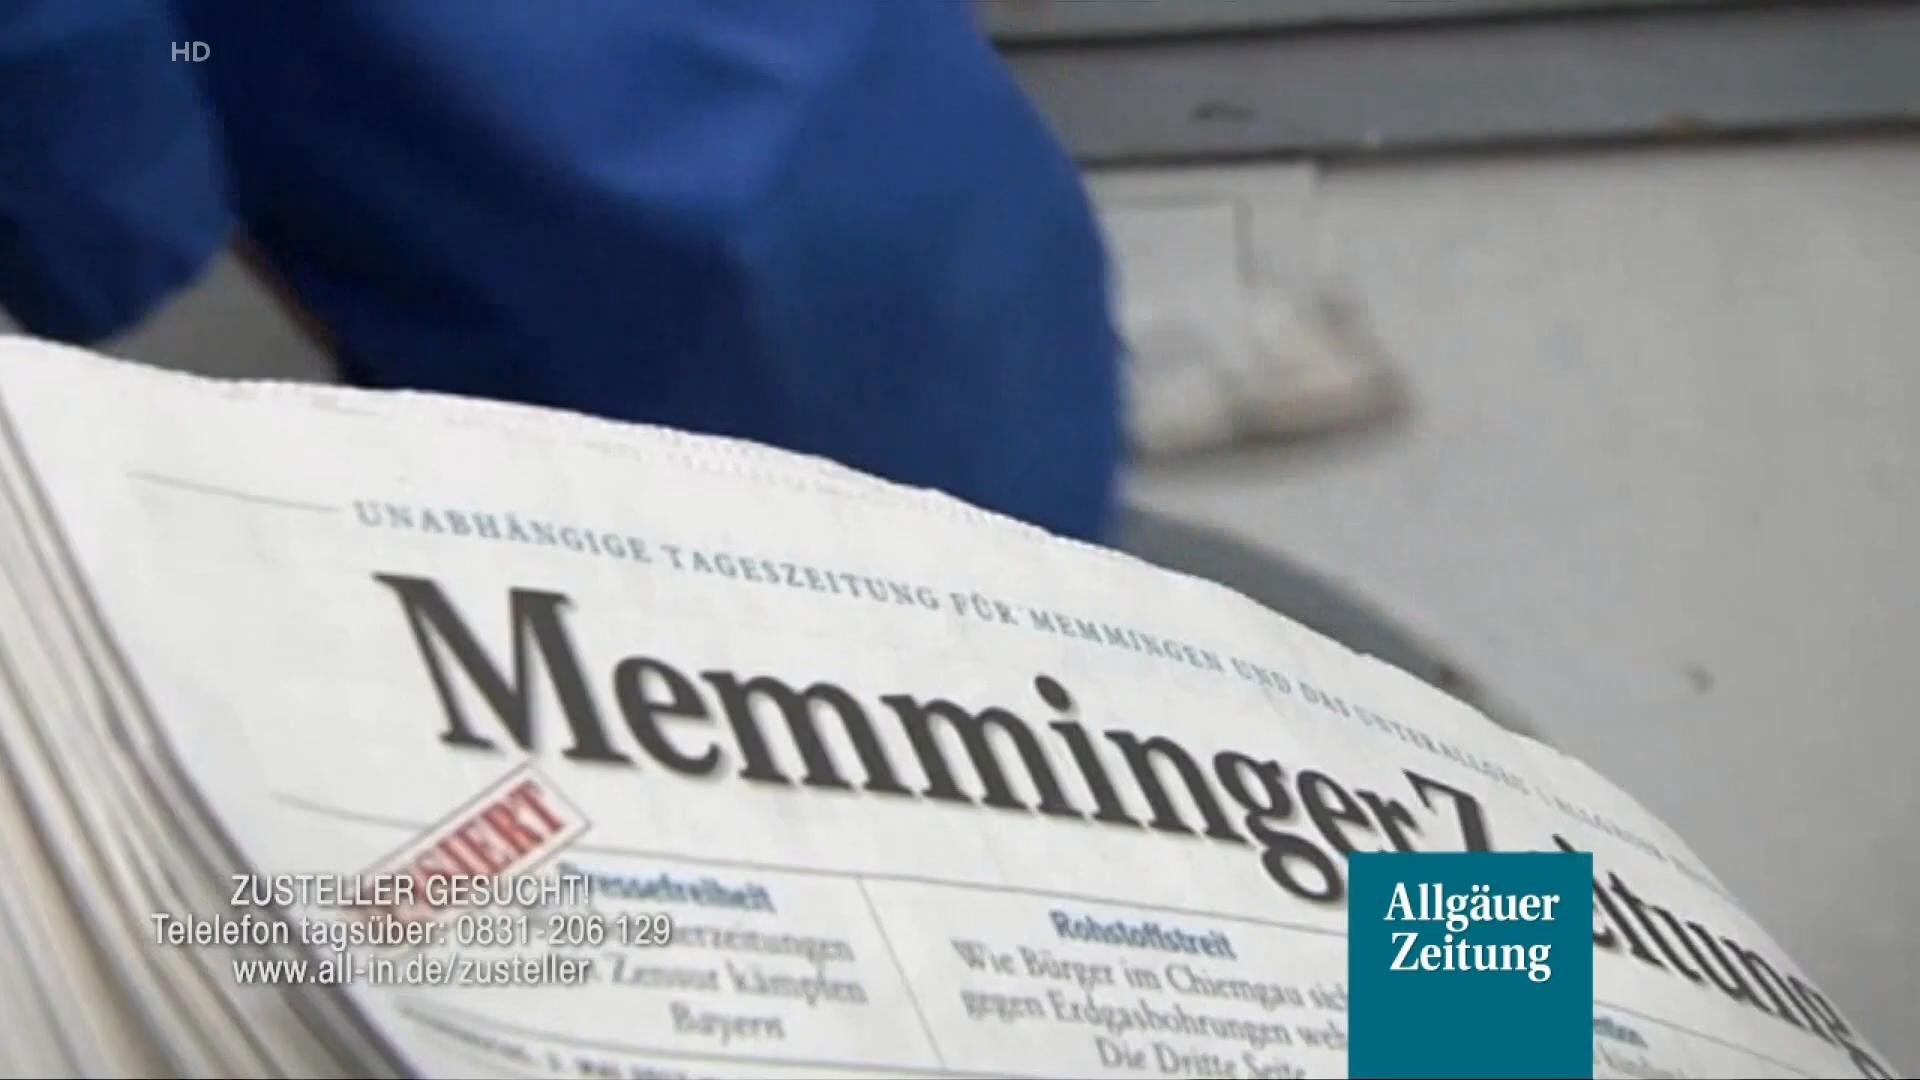 HD
UNABHÄNGIGE TAGESZEITUNG FÜR MEMMINGEN UND DAS UNTERALLGÄU
Memminger Zeitung
ZUSTELLER GESUCHT!
Telelefon tagsüber: 0831-206 129
www.all-in.de/zusteller
Pressefreiheit
Zensur kämpfen
Bayern
Rohstoffstreit
Wie Bürger im Chiemgau sich
gegen Erdgasbohrungen weh
Die Dritte Seite
Allgäuer
Zeitung